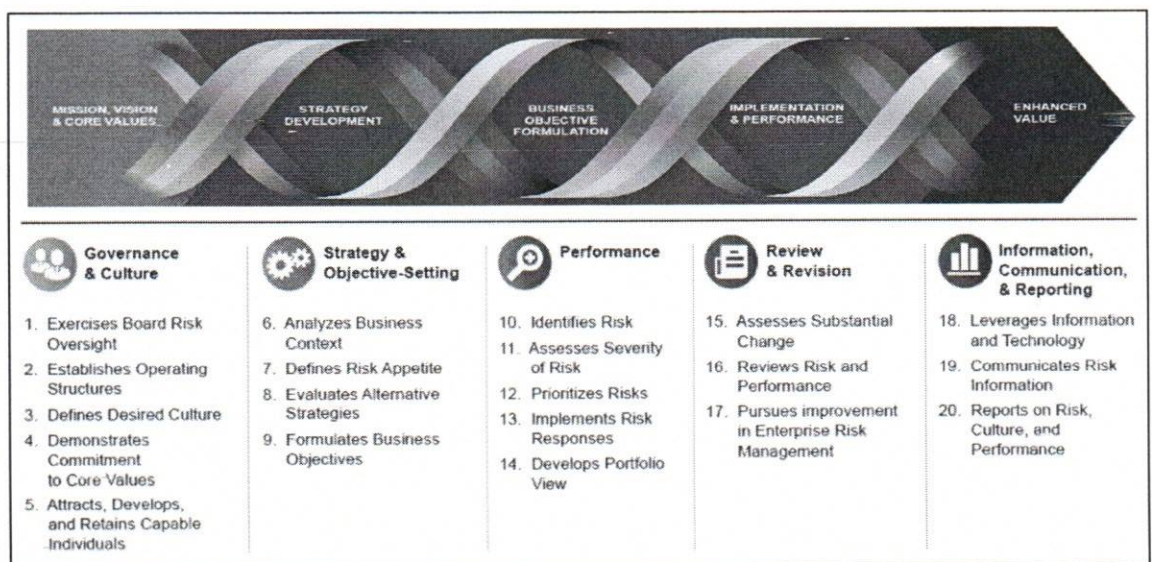 MISSION, VISION
& CORE VALUES
STRATEGY
DEVELOPMENT
BUSINESS
OBJECTIVE
FORMULATION
IMPLEMENTATION
& PERFORMANCE
ENHANCED
VALUE
Governance
& Culture
1. Exercises Board Risk
Oversight
2. Establishes Operating
Structures
3. Defines Desired Culture
4. Demonstrates
Commitment
to Core Values
5. Attracts, Develops,
and Retains Capable
Individuals
Strategy &
Objective-Setting
6. Analyzes Business
Context
7. Defines Risk Appetite
8. Evaluates Alternative
Strategies
9. Formulates Business
Objectives
Performance
10. Identifies Risk
11. Assesses Severity
of Risk
12. Prioritizes Risks
13. Implements Risk
Responses
14. Develops Portfolio
View
Review
& Revision
15. Assesses Substantial
Change
16. Reviews Risk and
Performance
17. Pursues improvement
in Enterprise Risk
Management
Information,
Communication,
& Reporting
18. Leverages Information
and Technology
19. Communicates Risk
Information
20. Reports on Risk,
Culture, and
Performance